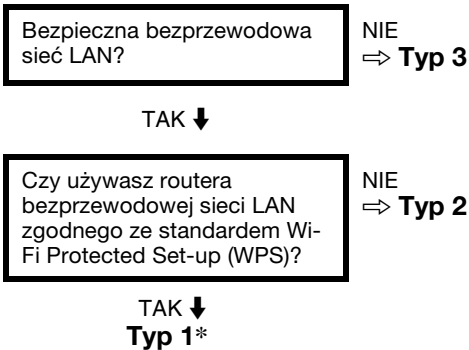 Bezpieczna bezprzewodowa
sieć LAN?
NIE
⇨ Typ 3
TAK ⬇
Czy używasz routera
bezprzewodowej sieci LAN
zgodnego ze standardem Wi-
Fi Protected Set-up (WPS)?
NIE
⇨ Typ 2
TAK ⬇
Typ 1*